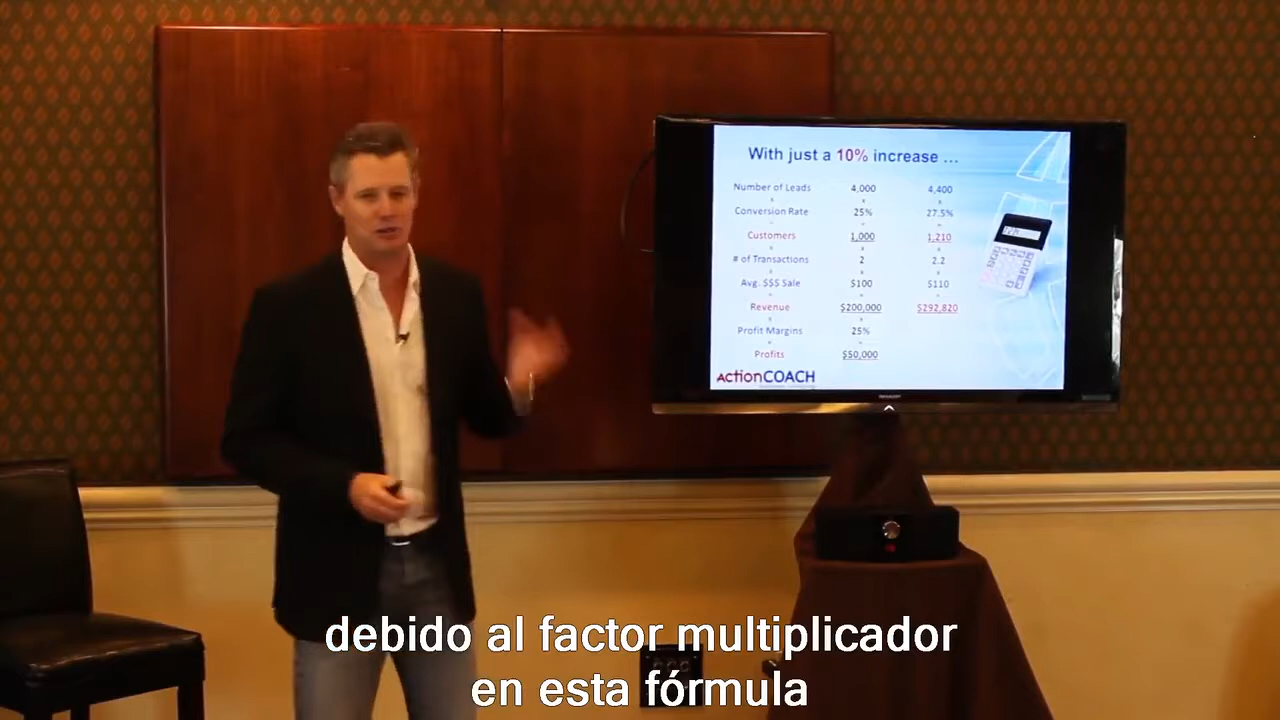 With just a 10% increase ...
Number of Leads 4,000 4,400
x x x
Conversion Rate 25% 27.5%
= = =
Customers 1,000 1,210
x x x
# of Transactions 2 2.2
x x x
Avg. $$$ Sale $100 $110
= = =
Revenue $200,000 $292,820
x x
Profit Margins 25%
= =
Profits $50,000
ActionCOACH
debido al factor multiplicador
en esta fórmula